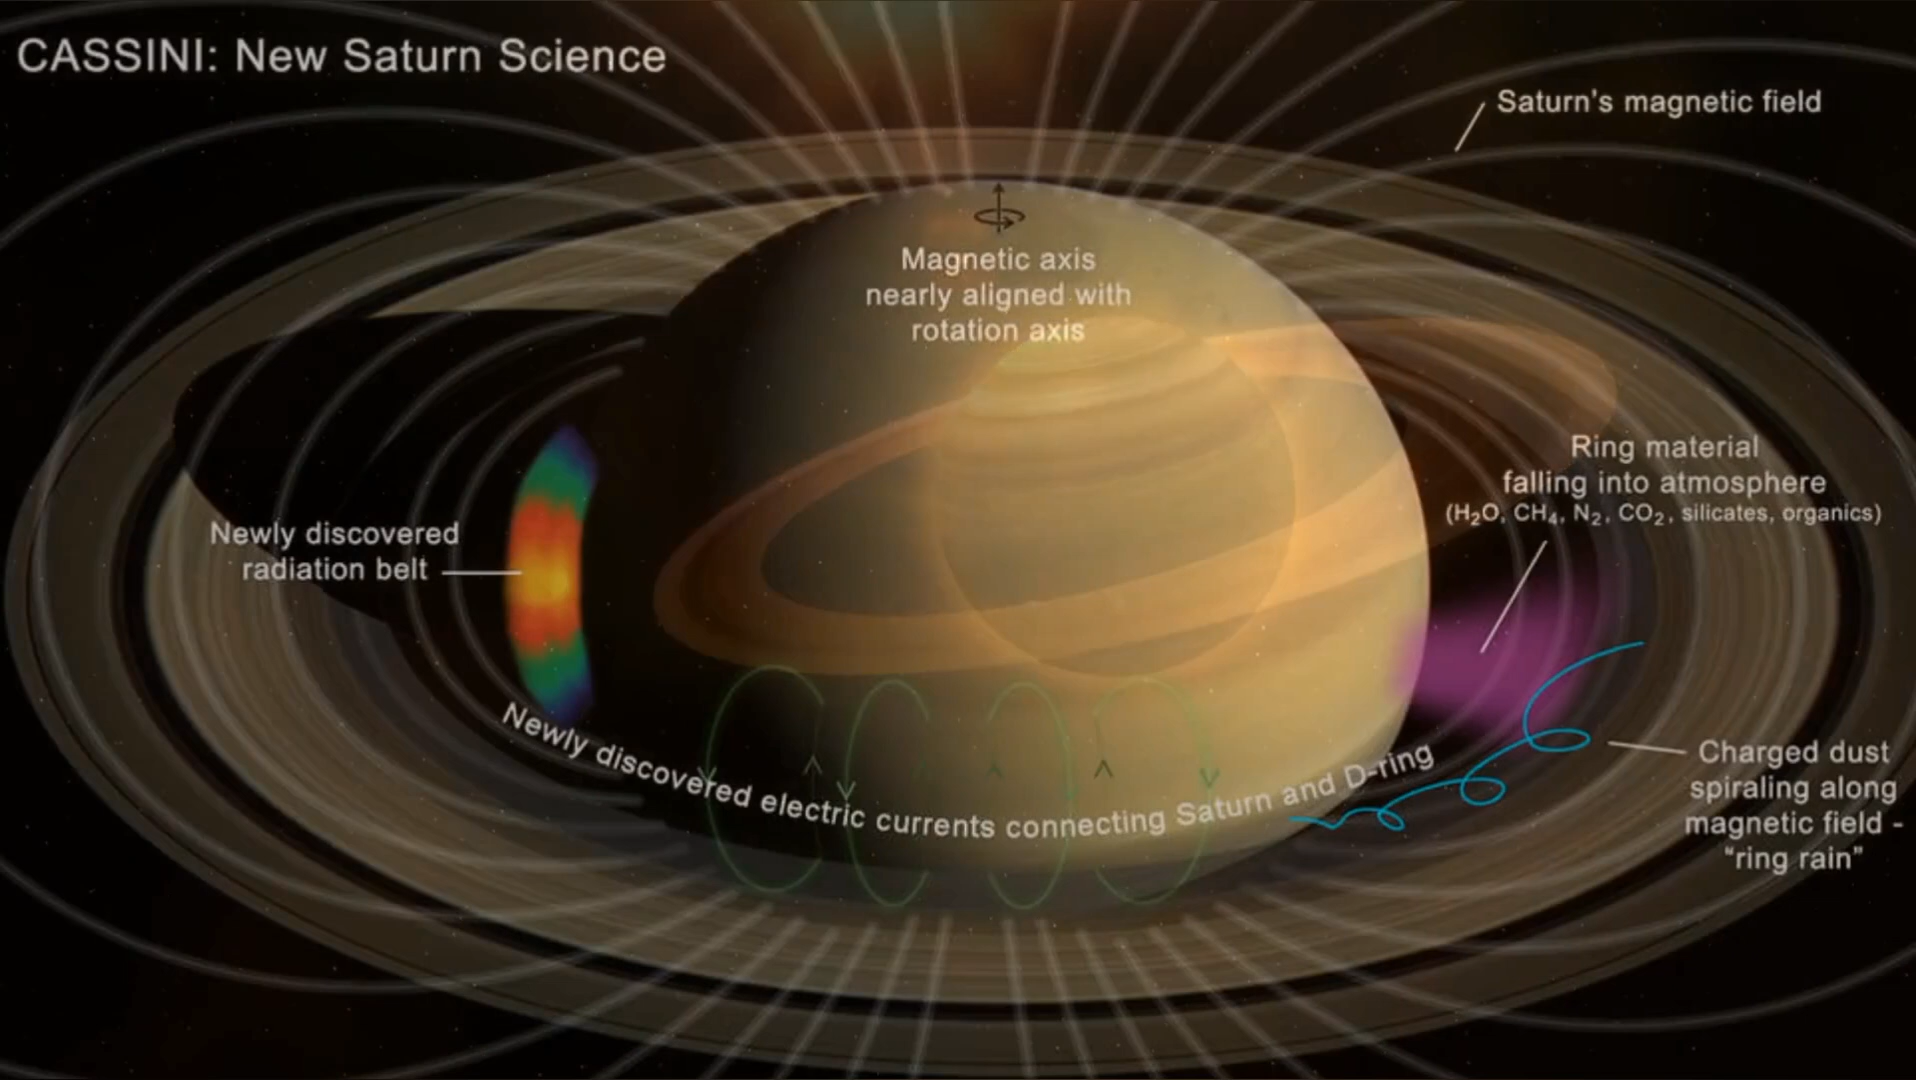 CASSINI: New Saturn Science
Saturn's magnetic field
Magnetic axis
nearly aligned with
rotation axis
Ring material
falling into atmosphere
(H₂O, CH₄, N₂, CO₂, silicates, organics)
Newly discovered
radiation belt
Newly discovered electric currents connecting Saturn and D-ring
Charged dust
spiraling along
magnetic field -
“ring rain”